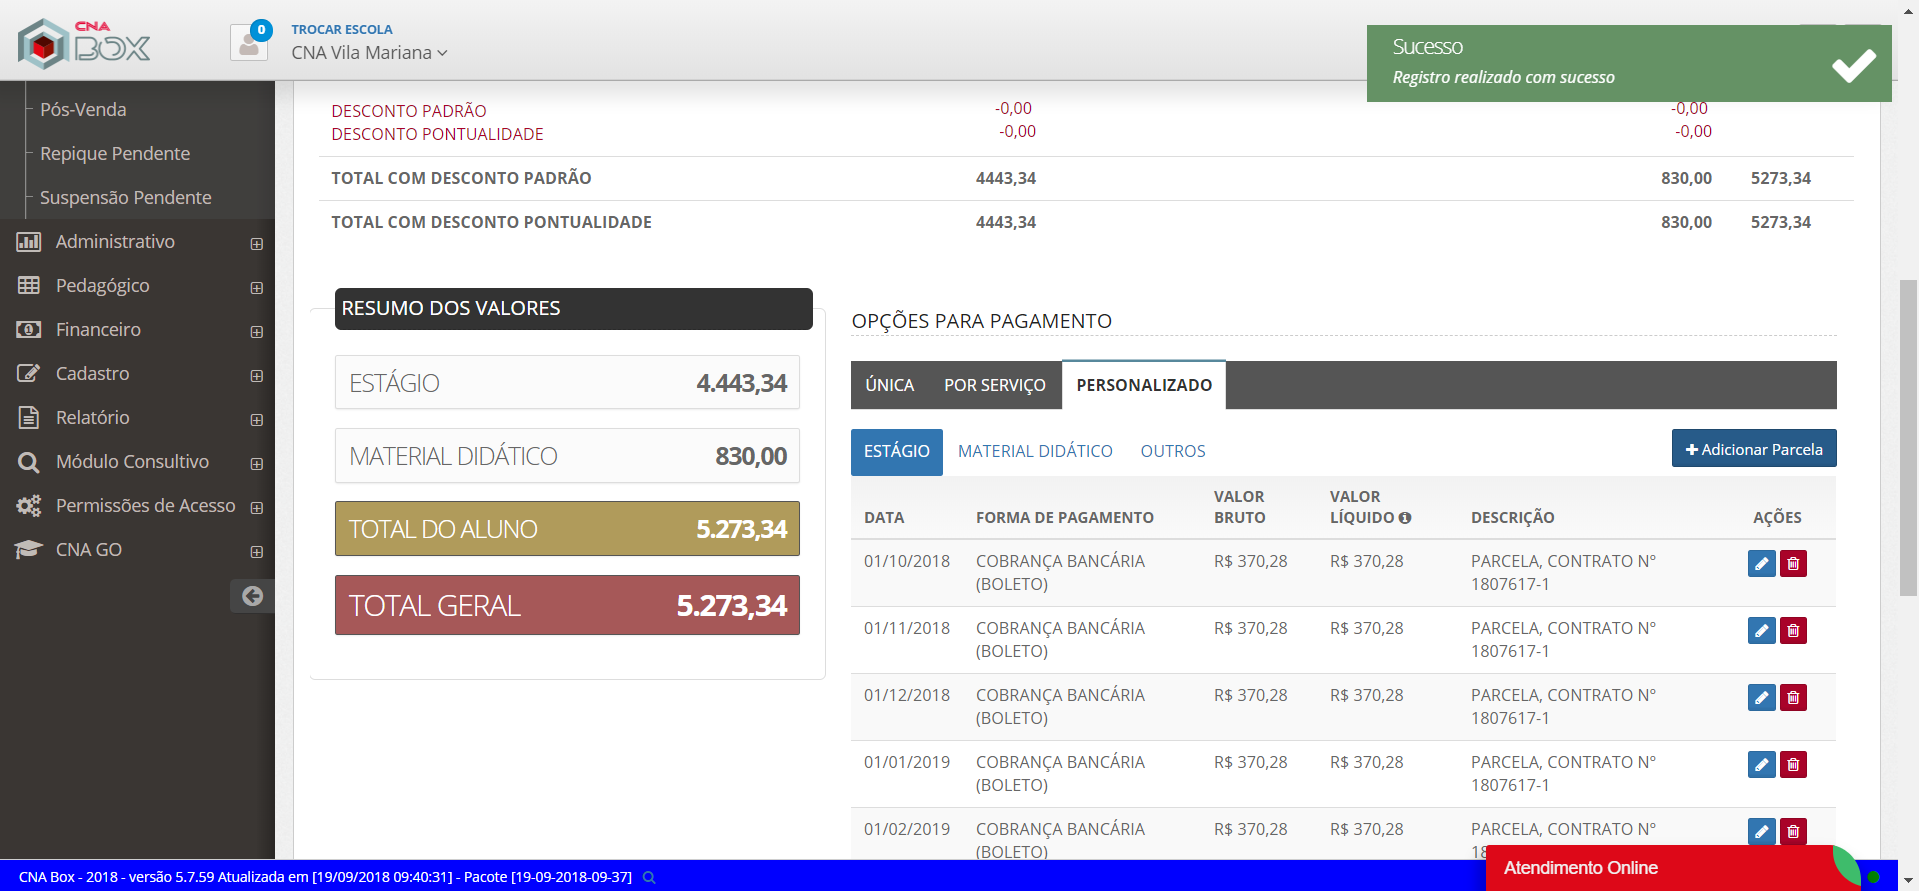 CNA
BOX
0
TROCAR ESCOLA
CNA Vila Mariana
Sucesso
Registro realizado com sucesso
Pós-Venda
Repique Pendente
Suspensão Pendente
Administrativo
Pedagógico
Financeiro
Cadastro
Relatório
Módulo Consultivo
Permissões de Acesso
CNA GO
DESCONTO PADRÃO -0,00 -0,00
DESCONTO PONTUALIDADE -0,00 -0,00
TOTAL COM DESCONTO PADRÃO 4443,34 830,00 5273,34
TOTAL COM DESCONTO PONTUALIDADE 4443,34 830,00 5273,34
RESUMO DOS VALORES
ESTÁGIO 4.443,34
MATERIAL DIDÁTICO 830,00
TOTAL DO ALUNO 5.273,34
TOTAL GERAL 5.273,34
OPÇÕES PARA PAGAMENTO
ÚNICA POR SERVIÇO PERSONALIZADO
ESTÁGIO MATERIAL DIDÁTICO OUTROS Adicionar Parcela
DATA FORMA DE PAGAMENTO VALOR BRUTO VALOR LÍQUIDO DESCRIÇÃO AÇÕES
01/10/2018 COBRANÇA BANCÁRIA R$ 370,28 R$ 370,28 PARCELA, CONTRATO Nº
(BOLETO) 1807617-1
01/11/2018 COBRANÇA BANCÁRIA R$ 370,28 R$ 370,28 PARCELA, CONTRATO Nº
(BOLETO) 1807617-1
01/12/2018 COBRANÇA BANCÁRIA R$ 370,28 R$ 370,28 PARCELA, CONTRATO Nº
(BOLETO) 1807617-1
01/01/2019 COBRANÇA BANCÁRIA R$ 370,28 R$ 370,28 PARCELA, CONTRATO Nº
(BOLETO) 1807617-1
01/02/2019 COBRANÇA BANCÁRIA R$ 370,28 R$ 370,28 PARCELA, CONTRATO Nº
(BOLETO) 18
Atendimento Online
CNA Box - 2018 - versão 5.7.59 Atualizada em [19/09/2018 09:40:31] - Pacote [19-09-2018-09-37]